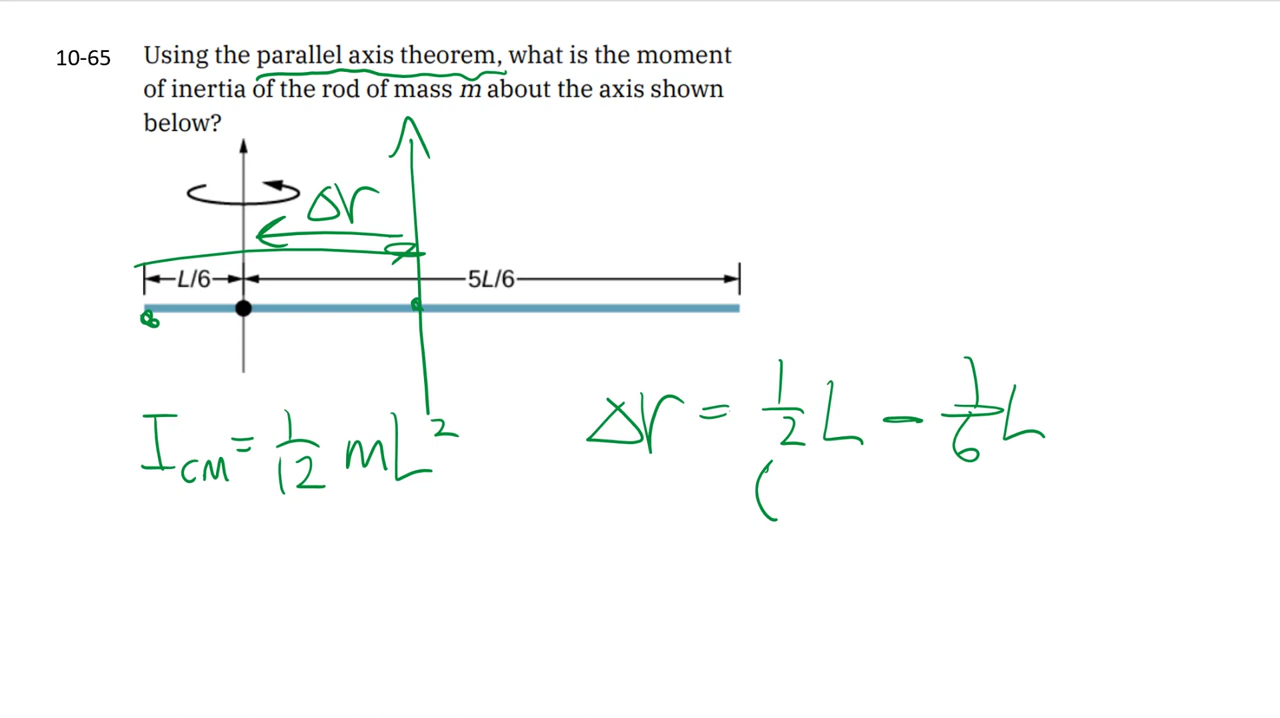 10-65 Using the parallel axis theorem, what is the moment
of inertia of the rod of mass m about the axis shown
below?
Δr
L/6 5L/6
I_CM = 1/12 mL²
Δr = 1/2 L - 1/6 L
(